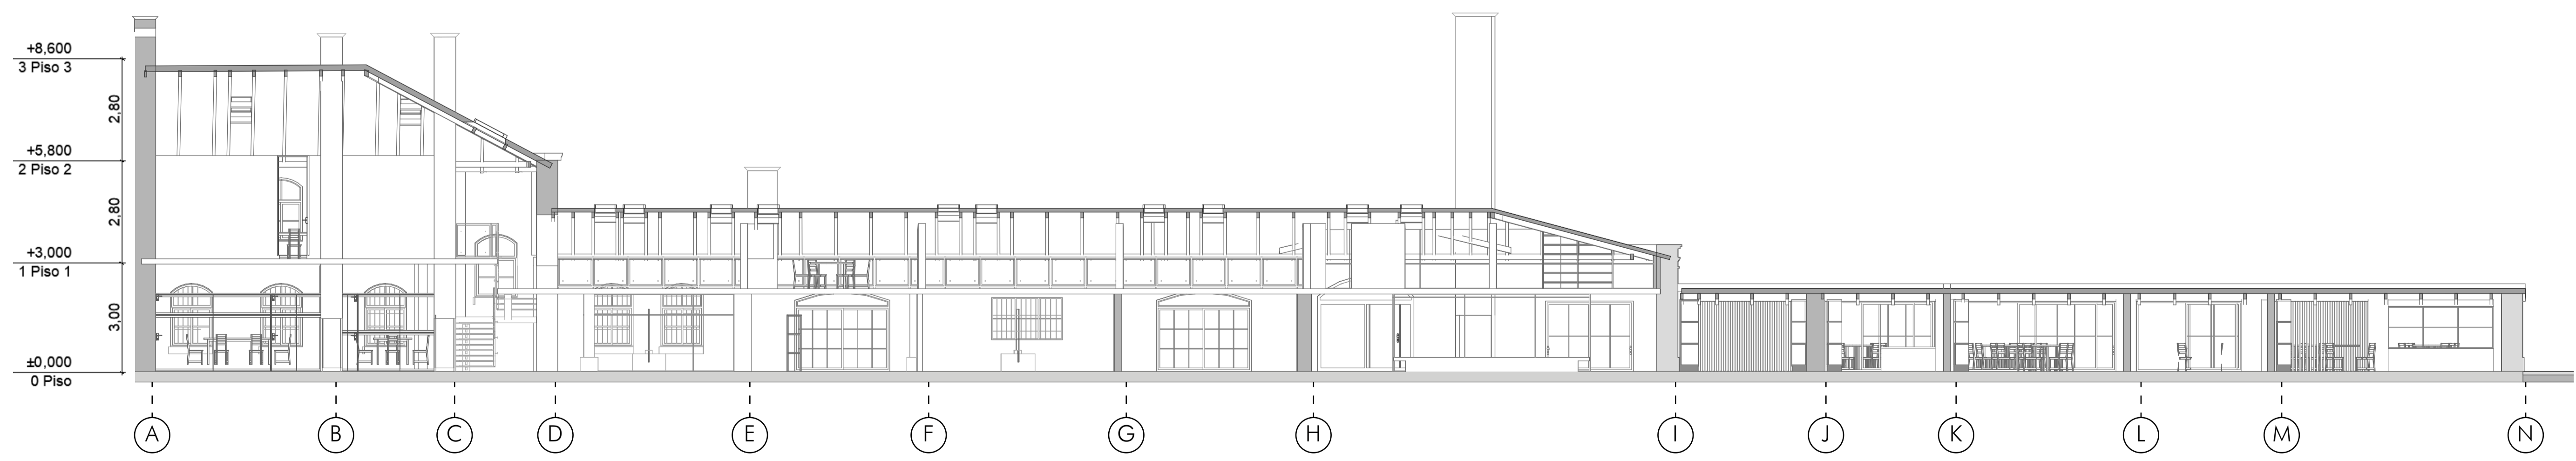 +8,600
3 Piso 3
2,80
+5,800
2 Piso 2
2,80
+3,000
1 Piso 1
3,00
±0,000
0 Piso
A B C D E F G H I J K L M N